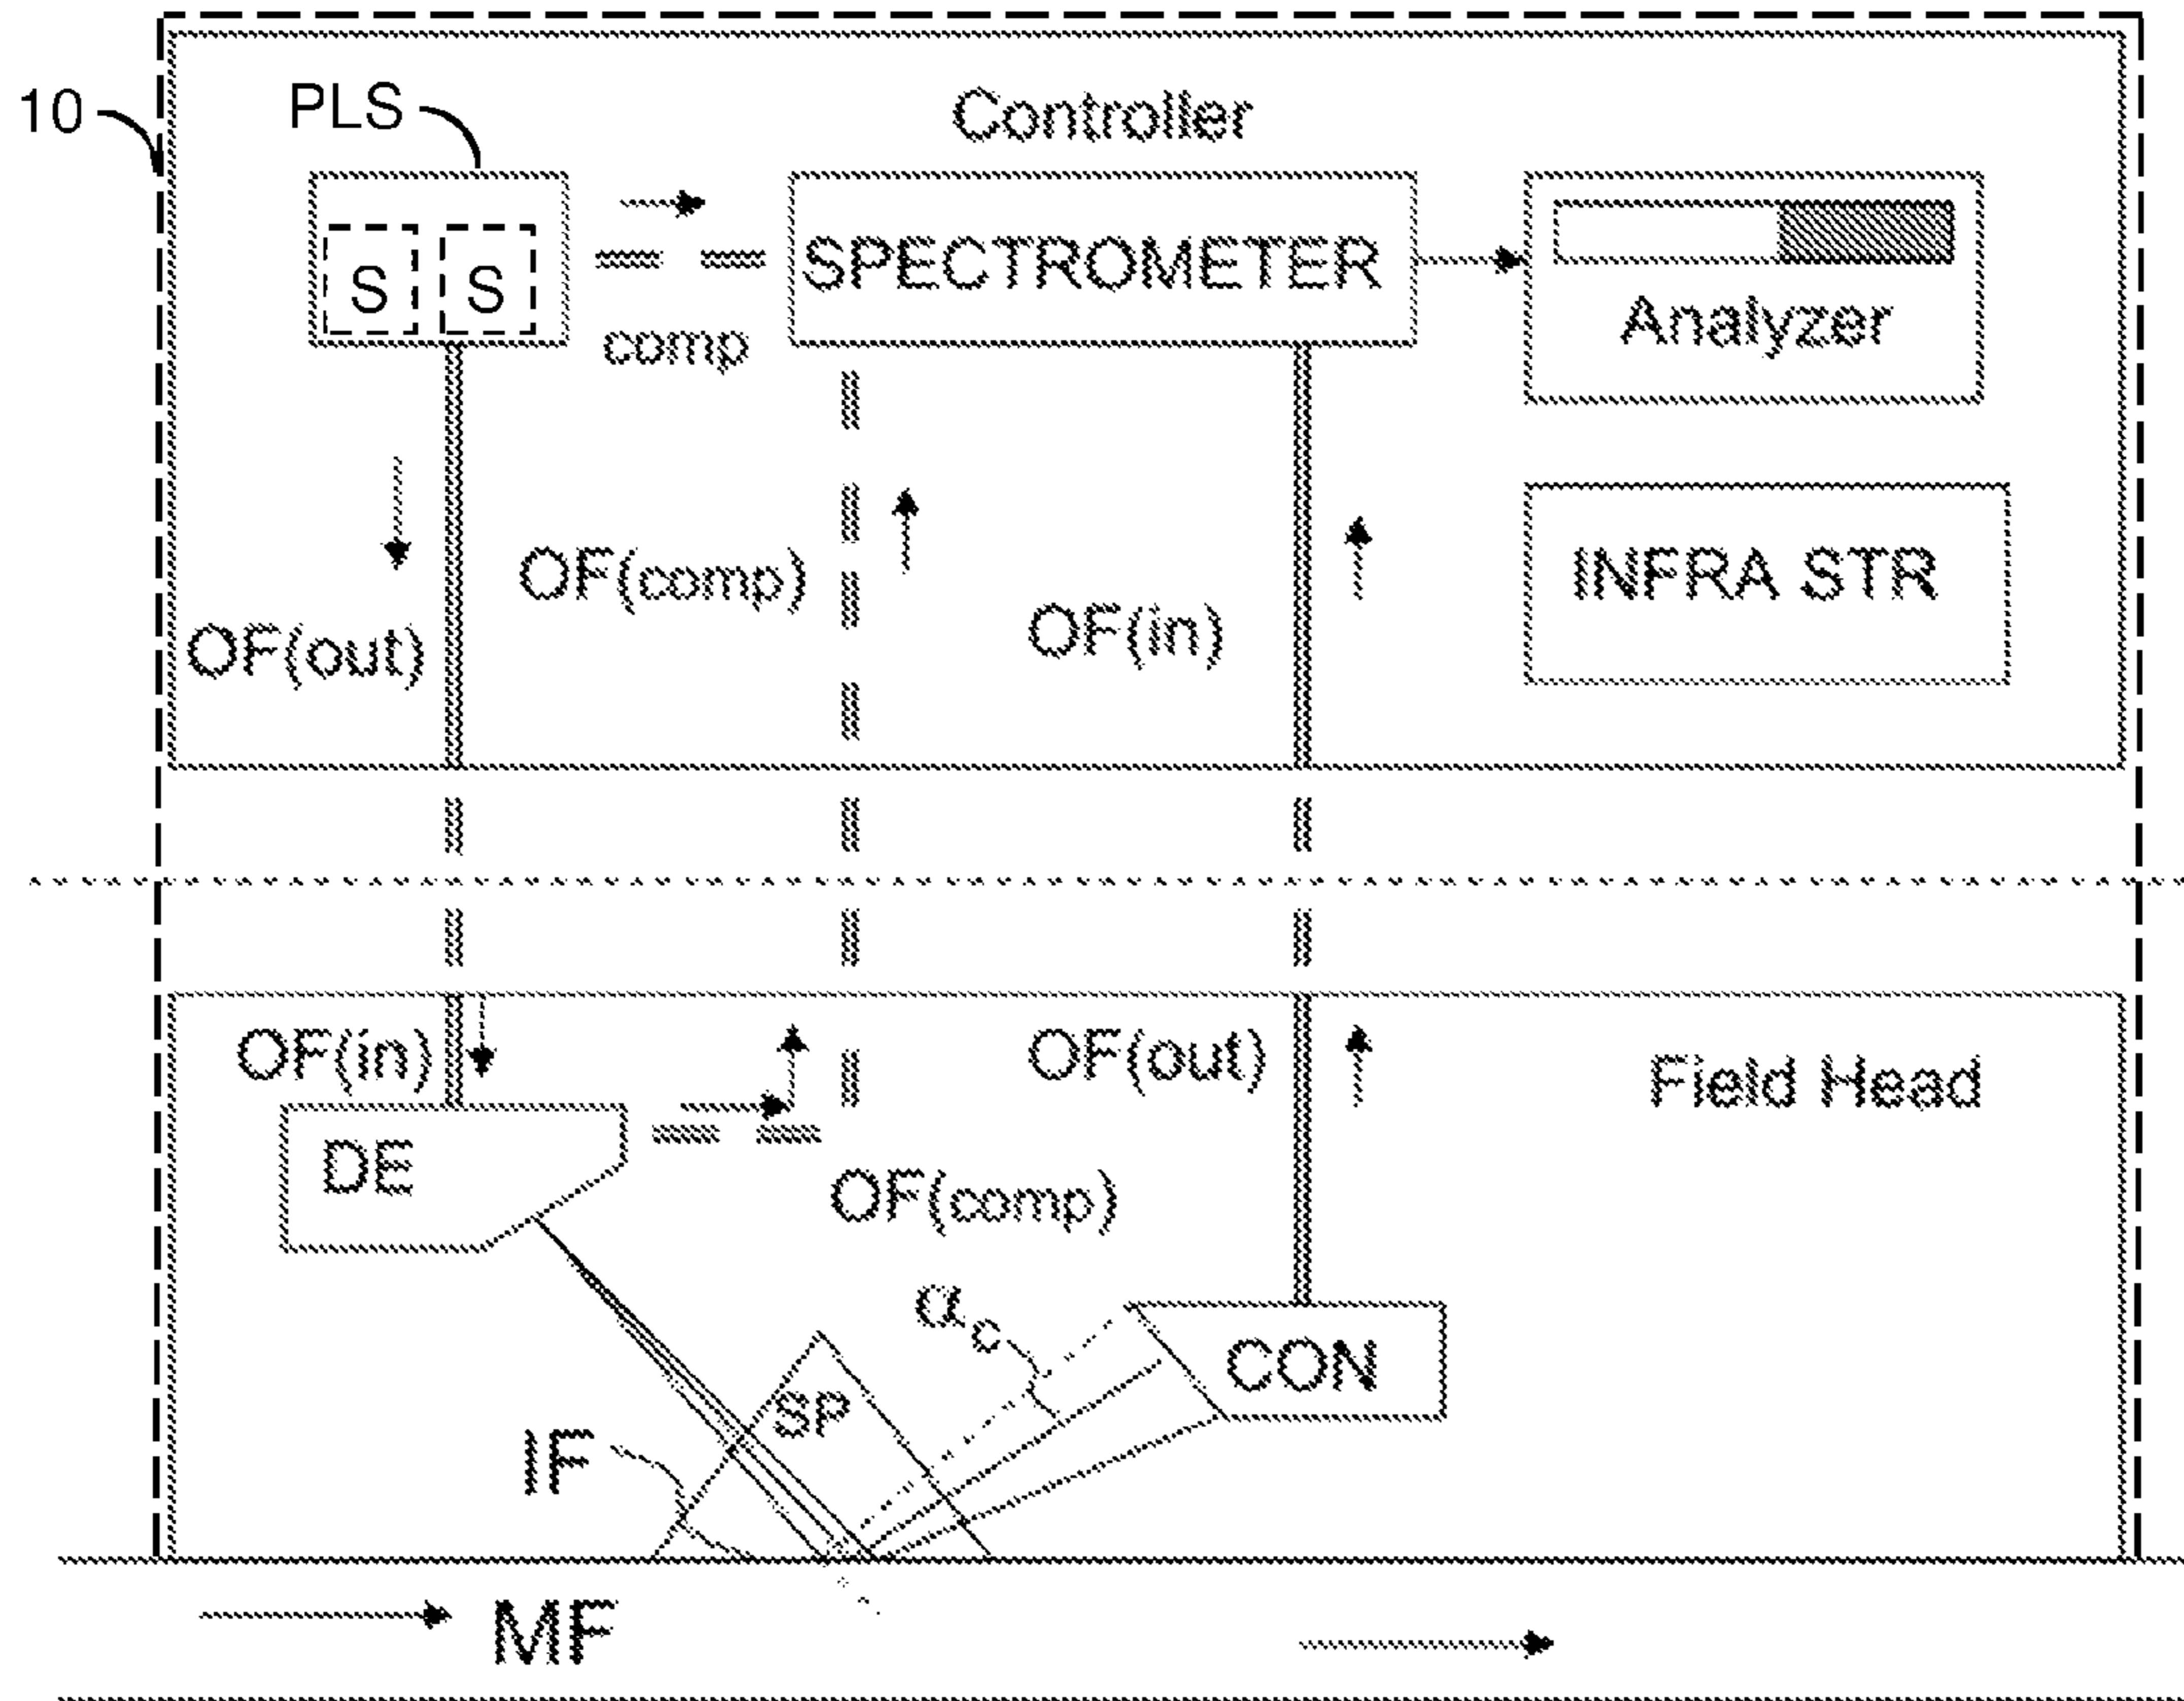 10
PLS
Controller
S
S
comp
SPECTROMETER
Analyzer
OF(out)
OF(comp)
OF(in)
INFRA STR
OF(in)
OF(out)
Field Head
DE
OF(comp)
αc
CON
SP
IF
MF